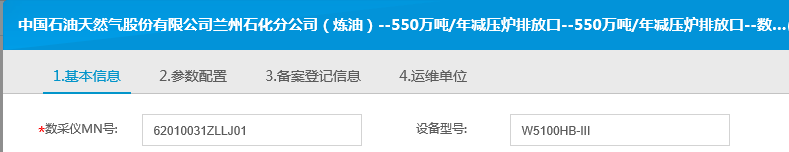 中国石油天然气股份有限公司兰州石化分公司（炼油）--550万吨/年减压炉排放口--550万吨/年减压炉排放口--数...(
1.基本信息 2.参数配置 3.备案登记信息 4.运维单位
*数采仪MN号: 62010031ZLLJ01 设备型号: W5100HB-III